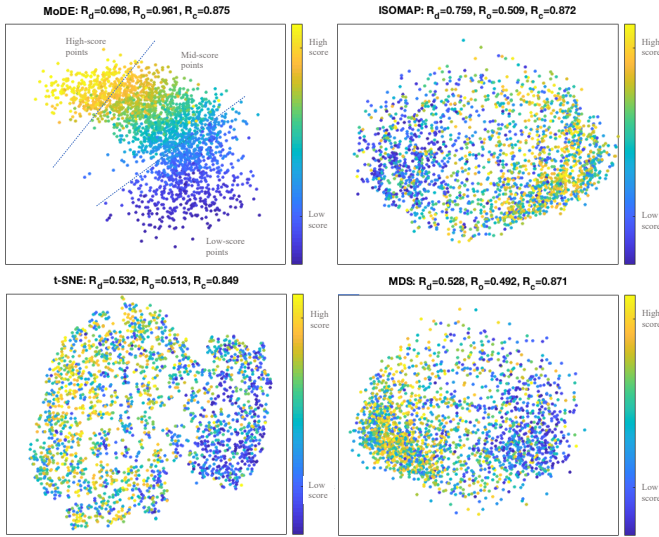 MoDE: Rd=0.698, Ro=0.961, Rc=0.875
High-score
points
Mid-score
points
Low-score
points
High
score
Low
score
ISOMAP: Rd=0.759, Ro=0.509, Rc=0.872
High
score
Low
score
t-SNE: Rd=0.532, Ro=0.513, Rc=0.849
High
score
Low
score
MDS: Rd=0.528, Ro=0.492, Rc=0.871
High
score
Low
score